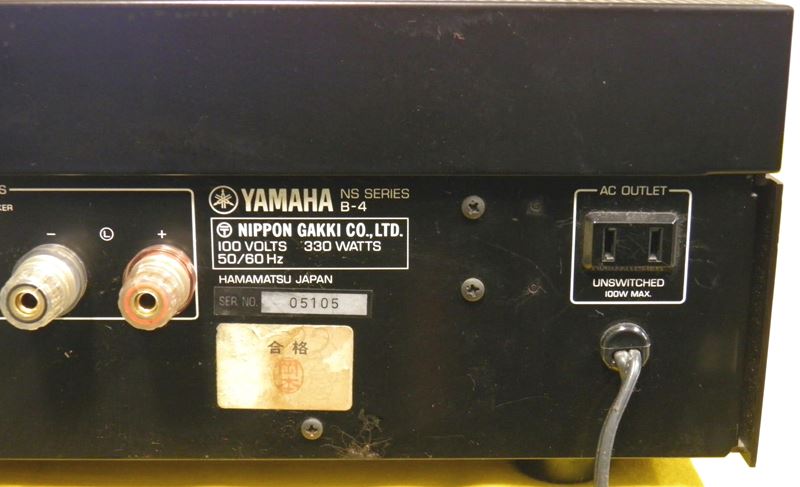 S
KER
−
L
+
YAMAHA
NS SERIES
B-4
NIPPON GAKKI CO.,LTD.
100 VOLTS 330 WATTS
50/60 Hz
HAMAMATSU JAPAN
SER NO. 05105
合格
AC OUTLET
UNSWITCHED
100W MAX.